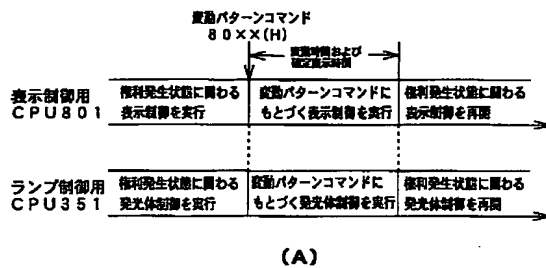 変動パターンコマンド
80××(H)
変動時間および
確定表示時間
表示制御用
CPU801
権利発生状態に関わる
表示制御を実行
変動パターンコマンドに
もとづく表示制御を実行
権利発生状態に関わる
表示制御を再開
ランプ制御用
CPU351
権利発生状態に関わる
発光体制御を実行
変動パターンコマンドに
もとづく発光体制御を実行
権利発生状態に関わる
発光体制御を再開
(A)